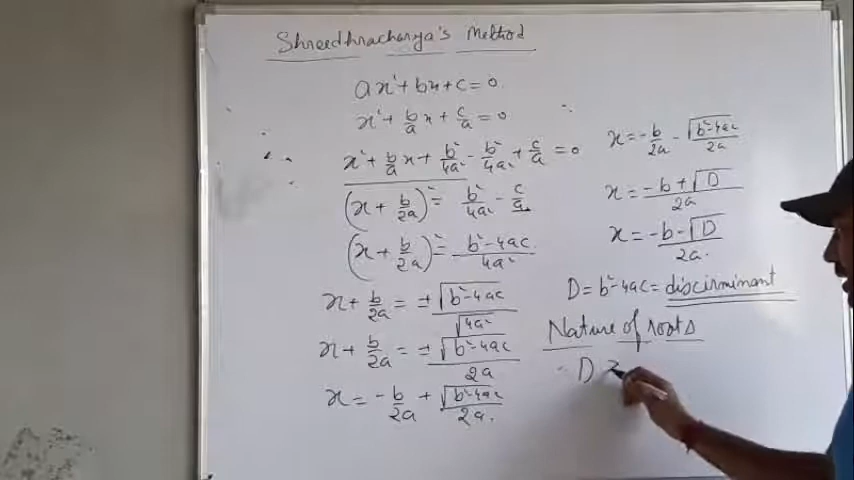 Shreedhracharya's Method
ax² + bx + c = 0
x² + b/a x + c/a = 0
x² + b/a x + b²/4a² - b²/4a² + c/a = 0
(x + b/2a)² = b²/4a² - c/a
(x + b/2a)² = b²-4ac/4a²
x + b/2a = ± √b²-4ac/√4a²
x + b/2a = ± √b²-4ac/2a
x = -b/2a + √b²-4ac/2a.
x = -b/2a - √b²-4ac/2a
x = -b + √D/2a
x = -b - √D/2a.
D = b²-4ac = discirminant
Nature of roots
D